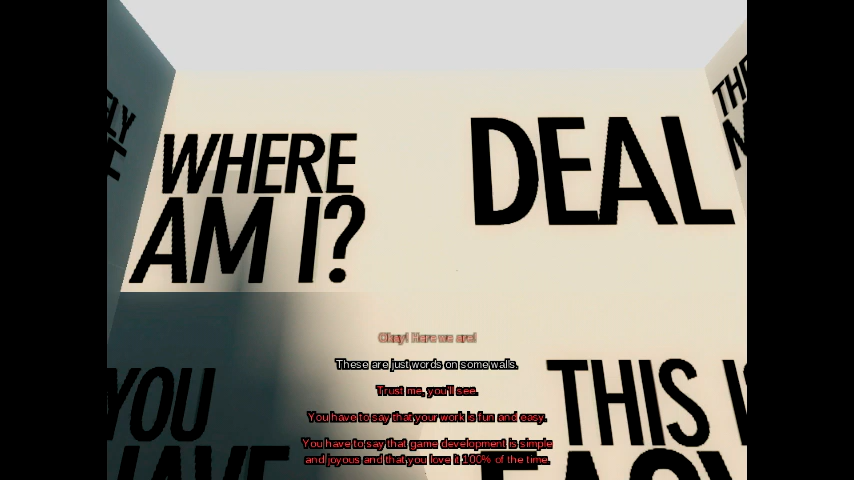 WHERE
AM I?
DEAL
YOU
HAVE
THIS
EASY
Okay! Here we are!
These are just words on some walls.
Trust me, you'll see.
You have to say that your work is fun and easy.
You have to say that game development is simple
and joyous and that you love it 100% of the time.